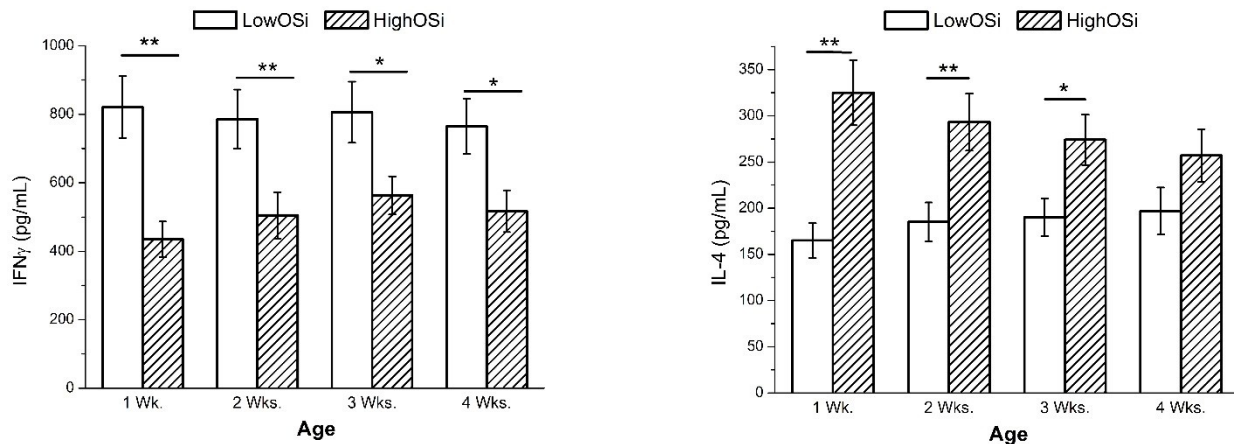 LowOSi HighOSi
1000
800
600
400
200
0
IFNγ (pg/mL)
** ** * *
1 Wk. 2 Wks. 3 Wks. 4 Wks.
Age
LowOSi HighOSi
350
300
250
200
150
100
50
0
IL-4 (pg/mL)
** ** *
1 Wk. 2 Wks. 3 Wks. 4 Wks.
Age